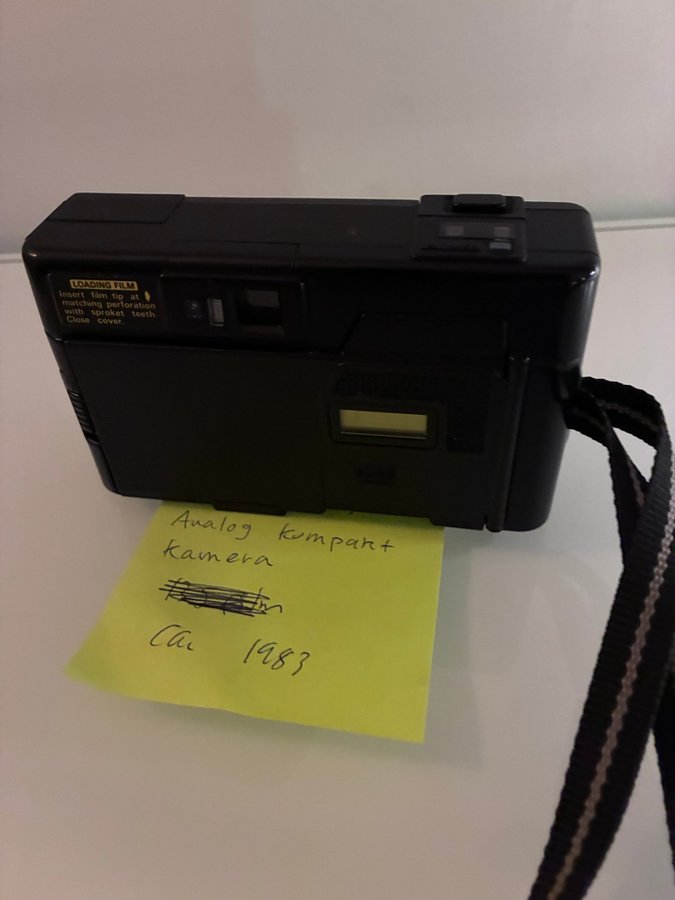 LOADING FILM
Insert film tip at
matching perforation
with sprocket teeth.
Close cover.
Analog kompakt
kamera
Ca. 1983